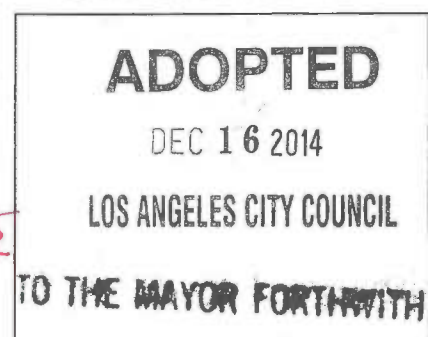 ADOPTED
DEC 16 2014
LOS ANGELES CITY COUNCIL
TO THE MAYOR FORTHWITH